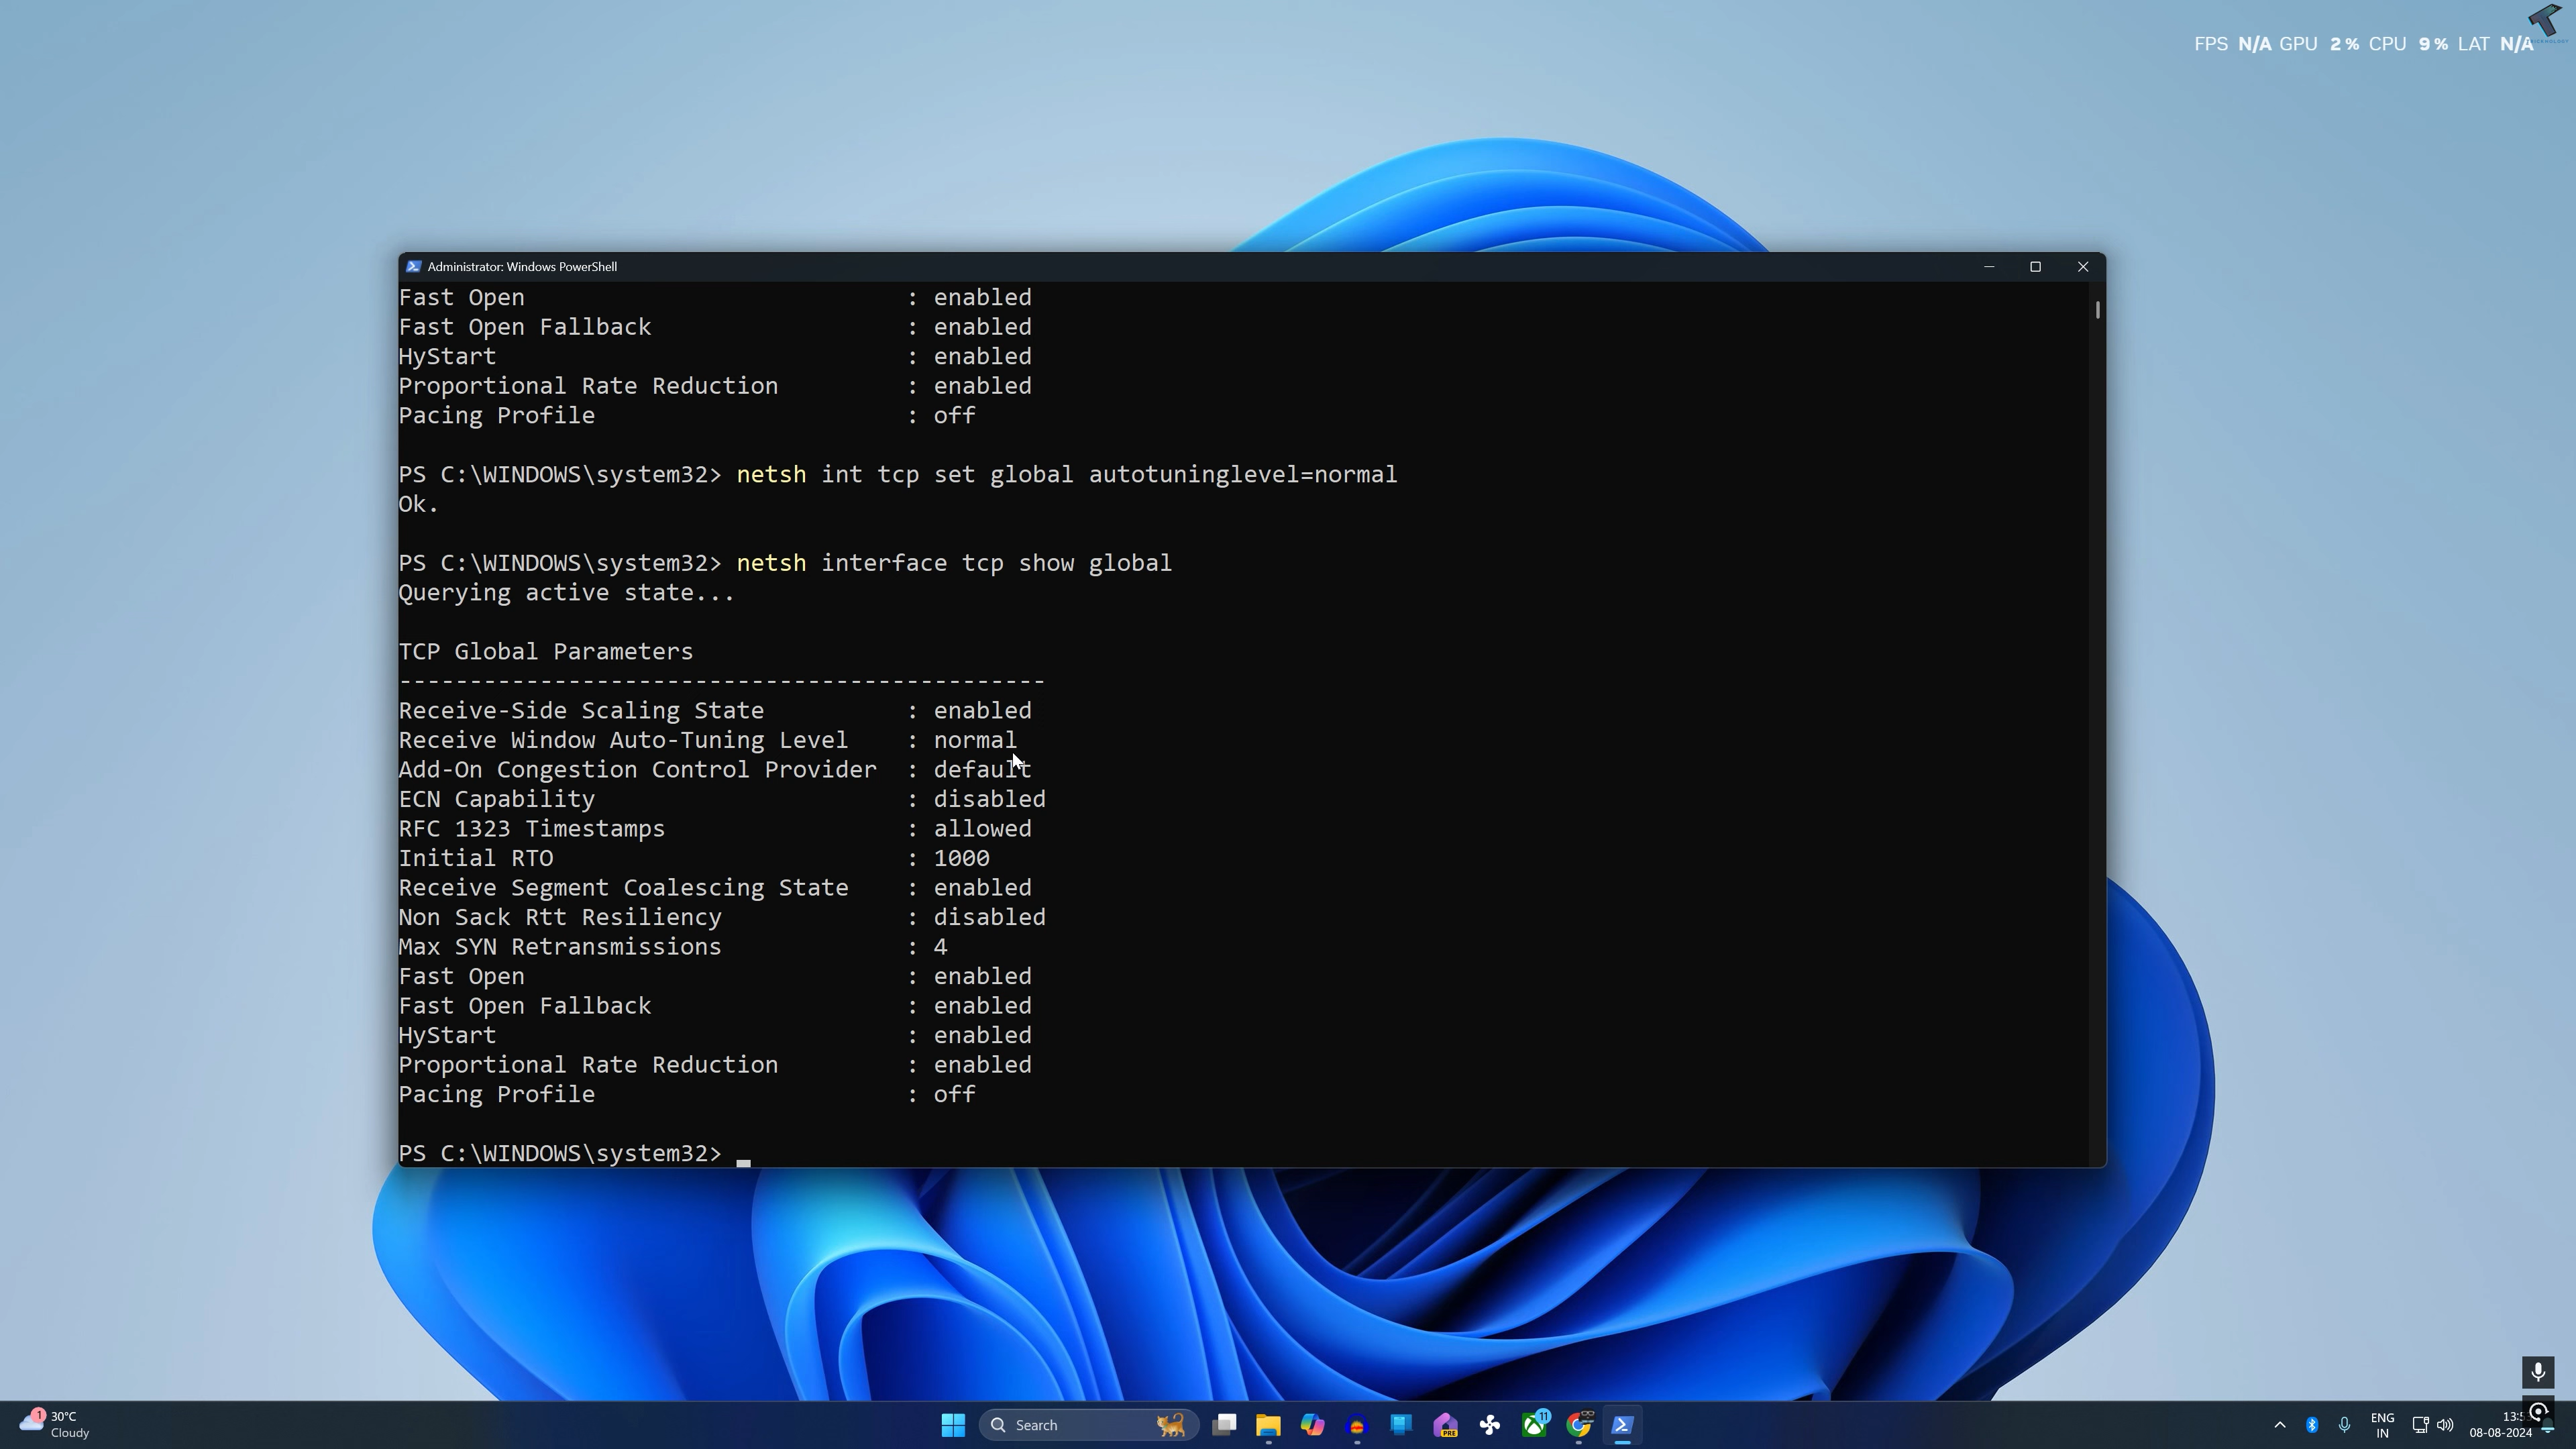 FPS N/A GPU 2 % CPU 9 % LAT N/A
Administrator: Windows PowerShell
Fast Open : enabled
Fast Open Fallback : enabled
HyStart : enabled
Proportional Rate Reduction : enabled
Pacing Profile : off
PS C:\WINDOWS\system32> netsh int tcp set global autotuninglevel=normal
Ok.
PS C:\WINDOWS\system32> netsh interface tcp show global
Querying active state...
TCP Global Parameters
----------------------------------------------
Receive-Side Scaling State : enabled
Receive Window Auto-Tuning Level : normal
Add-On Congestion Control Provider : default
ECN Capability : disabled
RFC 1323 Timestamps : allowed
Initial RTO : 1000
Receive Segment Coalescing State : enabled
Non Sack Rtt Resiliency : disabled
Max SYN Retransmissions : 4
Fast Open : enabled
Fast Open Fallback : enabled
HyStart : enabled
Proportional Rate Reduction : enabled
Pacing Profile : off
PS C:\WINDOWS\system32>
1
30°C
Cloudy
Search
PRE
11
ENG
IN
08-08-2024